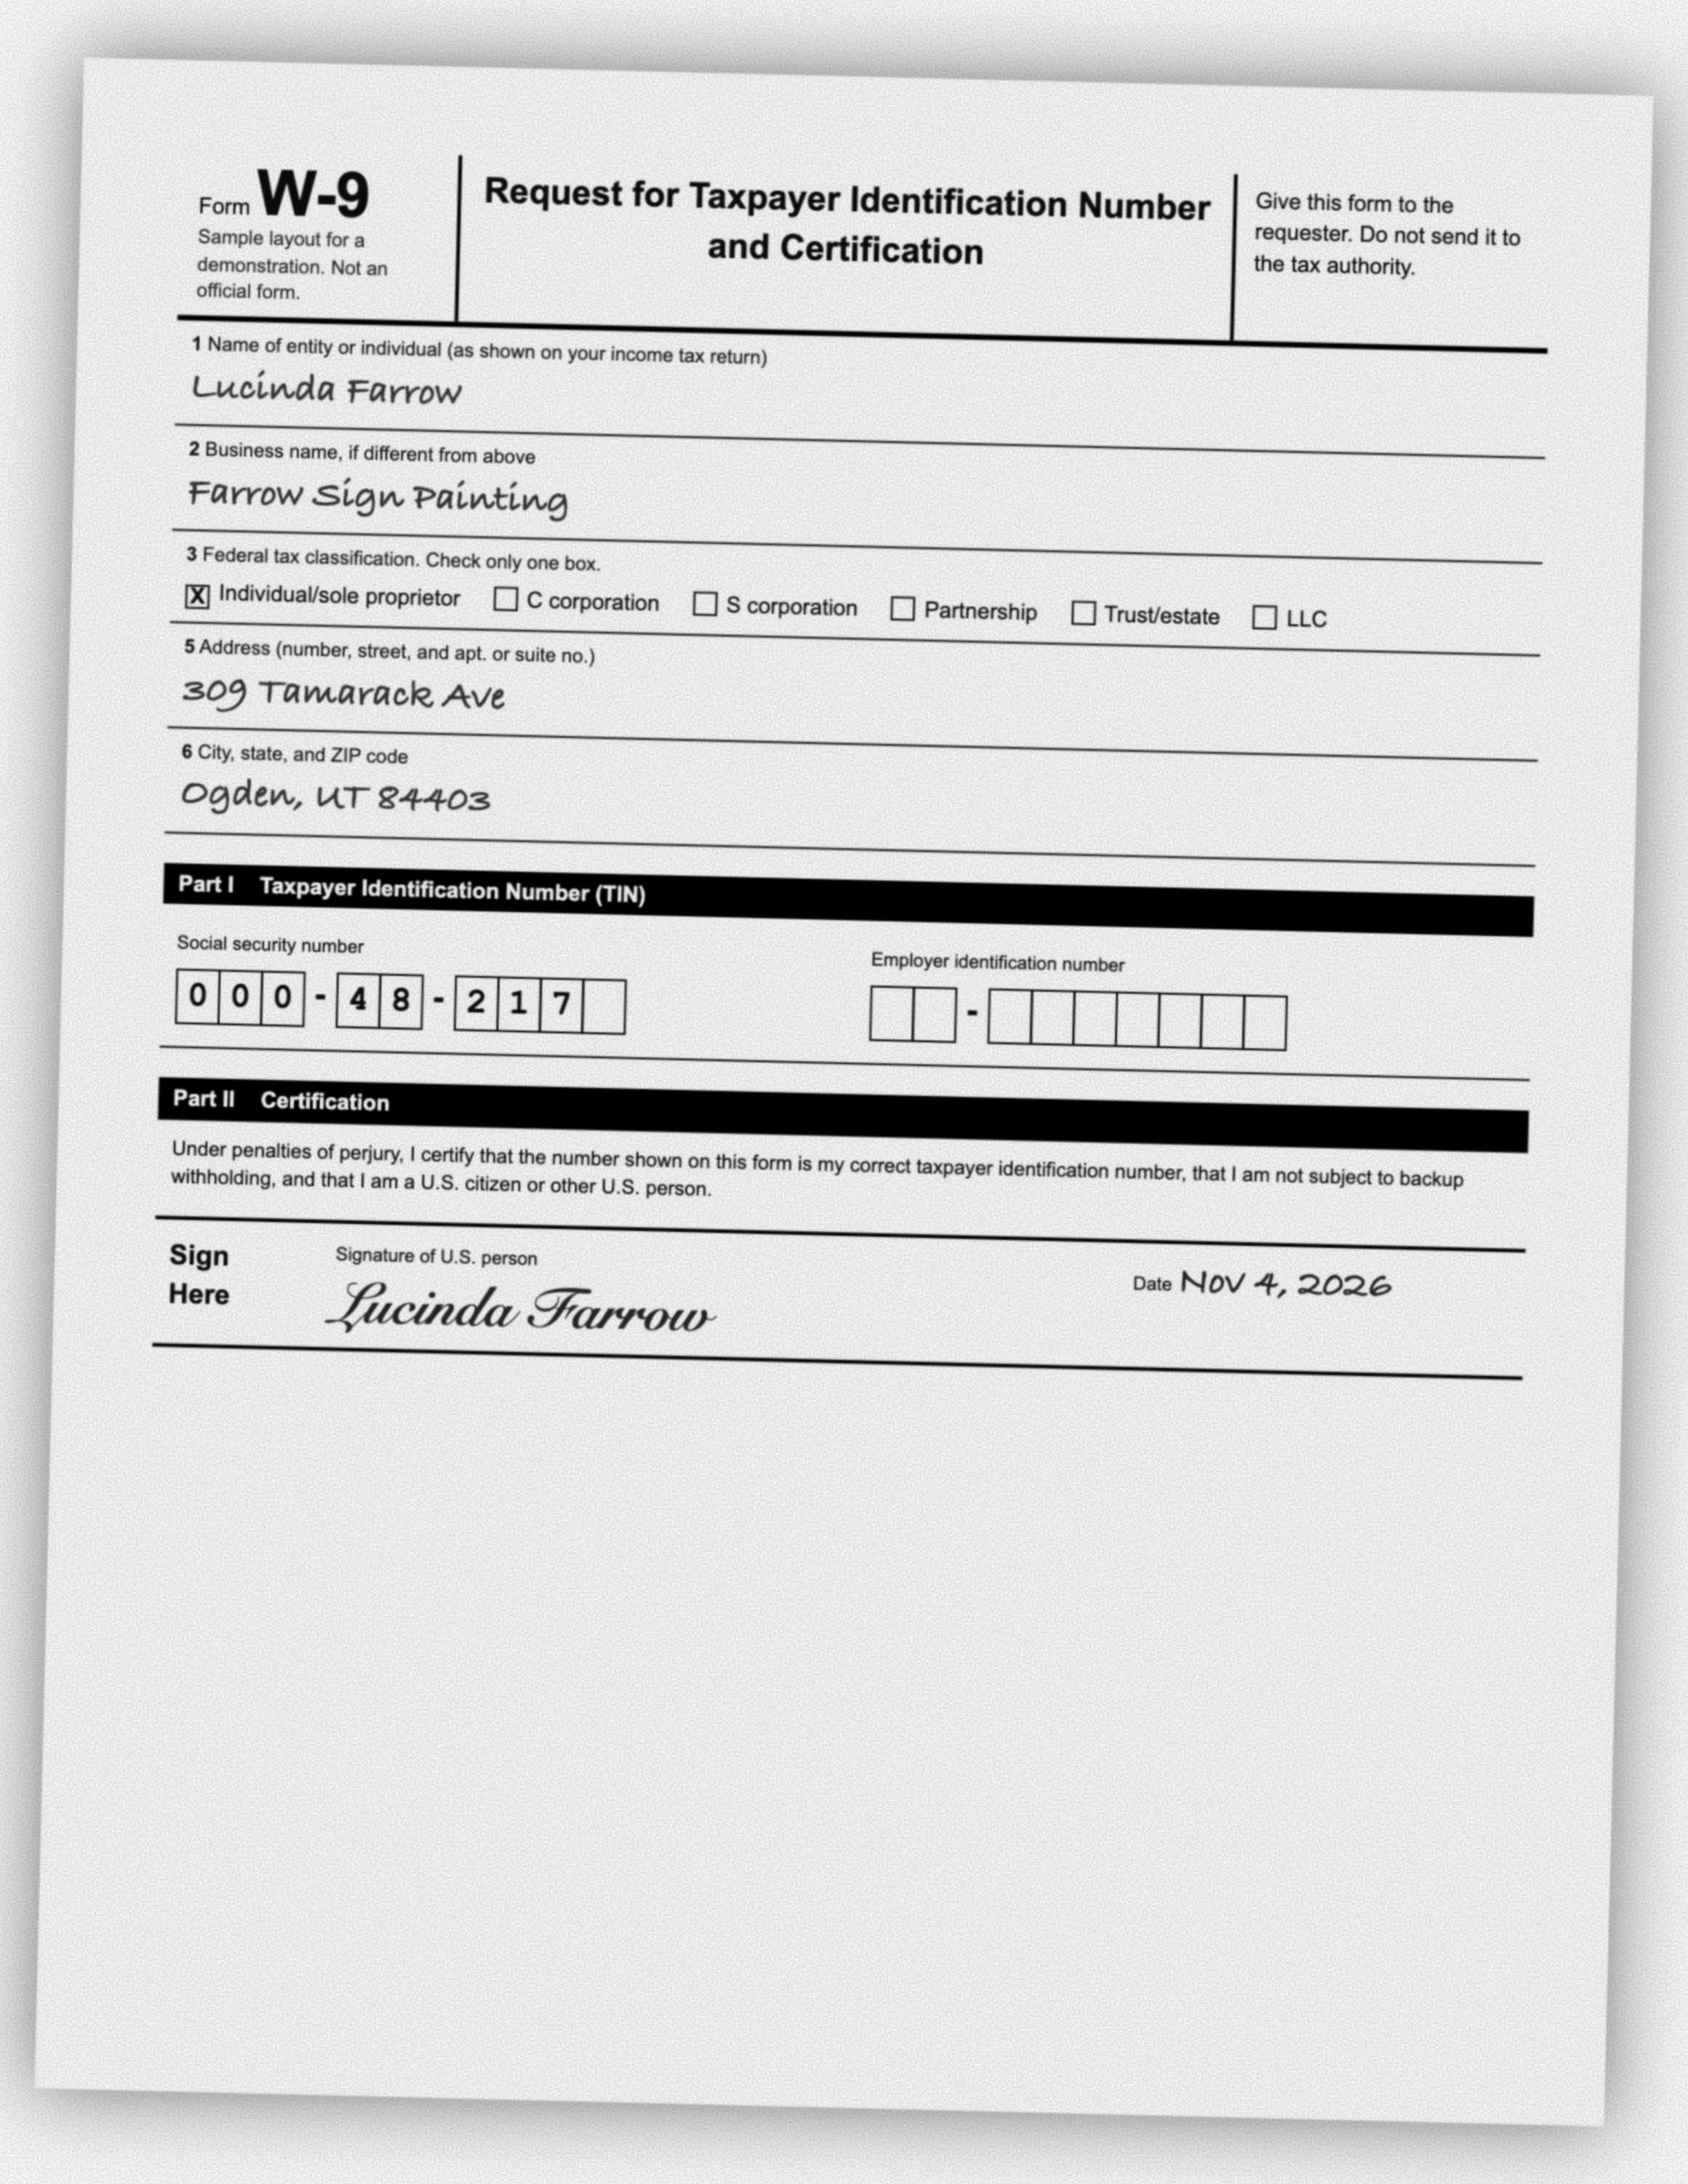 Form W-9
Sample layout for a
demonstration. Not an
official form.
Request for Taxpayer Identification Number
and Certification
Give this form to the
requester. Do not send it to
the tax authority.
1 Name of entity or individual (as shown on your income tax return)
Lucinda Farrow
2 Business name, if different from above
Farrow Sign Painting
3 Federal tax classification. Check only one box.
X Individual/sole proprietor C corporation S corporation Partnership Trust/estate LLC
5 Address (number, street, and apt. or suite no.)
309 Tamarack Ave
6 City, state, and ZIP code
Ogden, UT 84403
Part I Taxpayer Identification Number (TIN)
Social security number
000-48-217
Employer identification number
-
Part II Certification
Under penalties of perjury, I certify that the number shown on this form is my correct taxpayer identification number, that I am not subject to backup
withholding, and that I am a U.S. citizen or other U.S. person.
Sign
Here
Signature of U.S. person
Lucinda Farrow
Date Nov 4, 2026